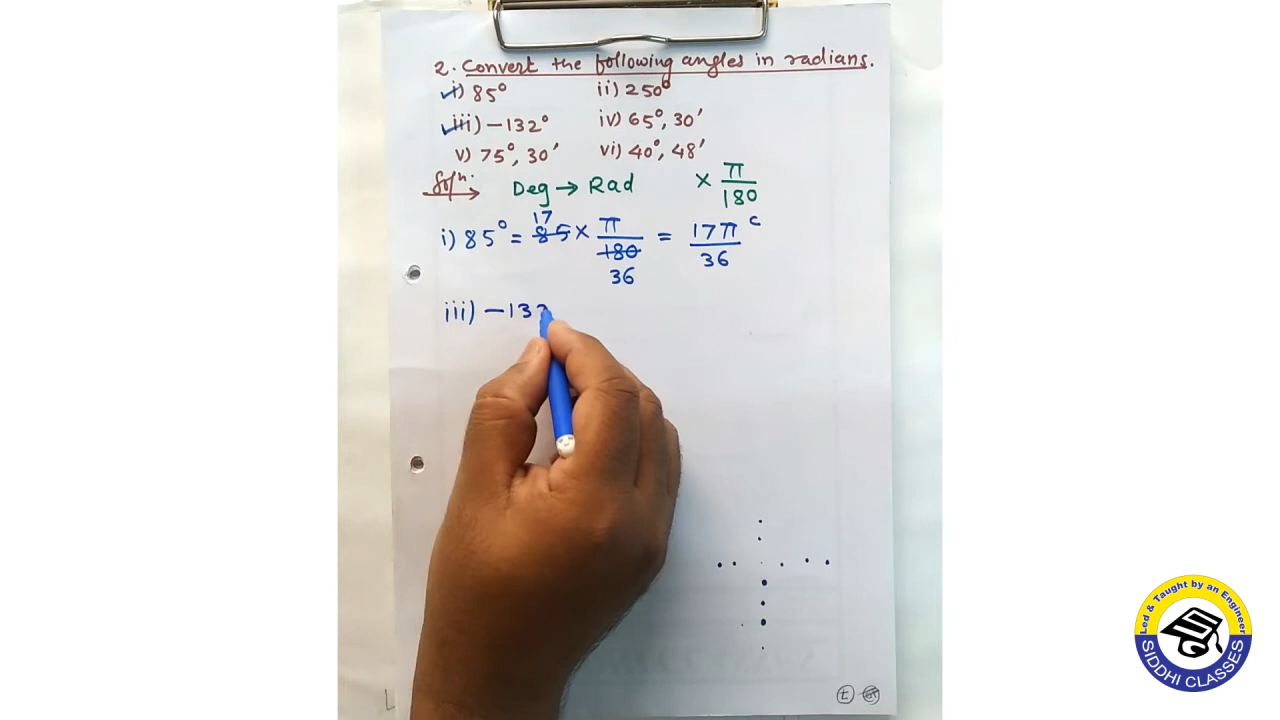 2. Convert the following angles in radians.
i) 85° ii) 250°
iii) -132° iv) 65°, 30'
v) 75°, 30' vi) 40°, 48'
Solⁿ. Deg → Rad × π/180
17
i) 85° = 85 × π/180 = 17π/36 ᶜ
36
iii) -132
Led & Taught by an Engineer
SIDDHI CLASSES